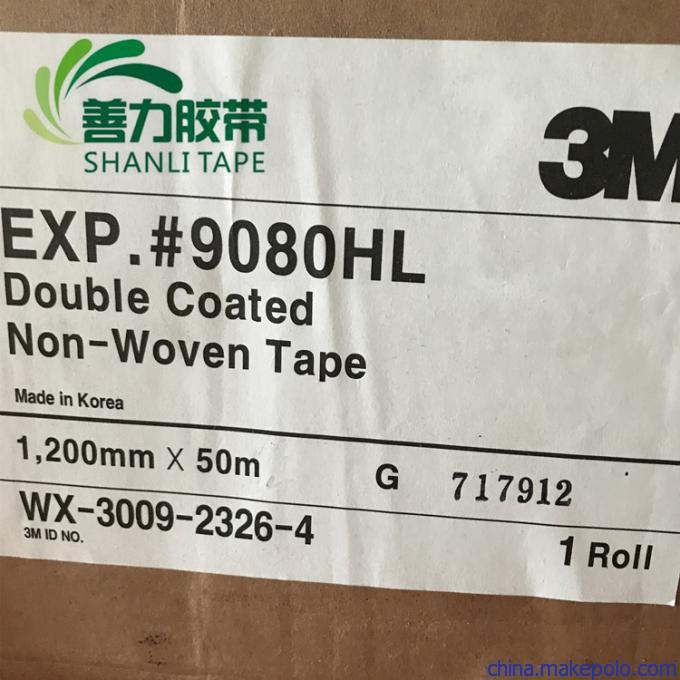 善力胶带
SHANLI TAPE
3M
EXP.#9080HL
Double Coated
Non-Woven Tape
Made in Korea
1,200mm X 50m
G 717912
WX-3009-2326-4
3M ID NO.
1 Roll
china.makepolo.com